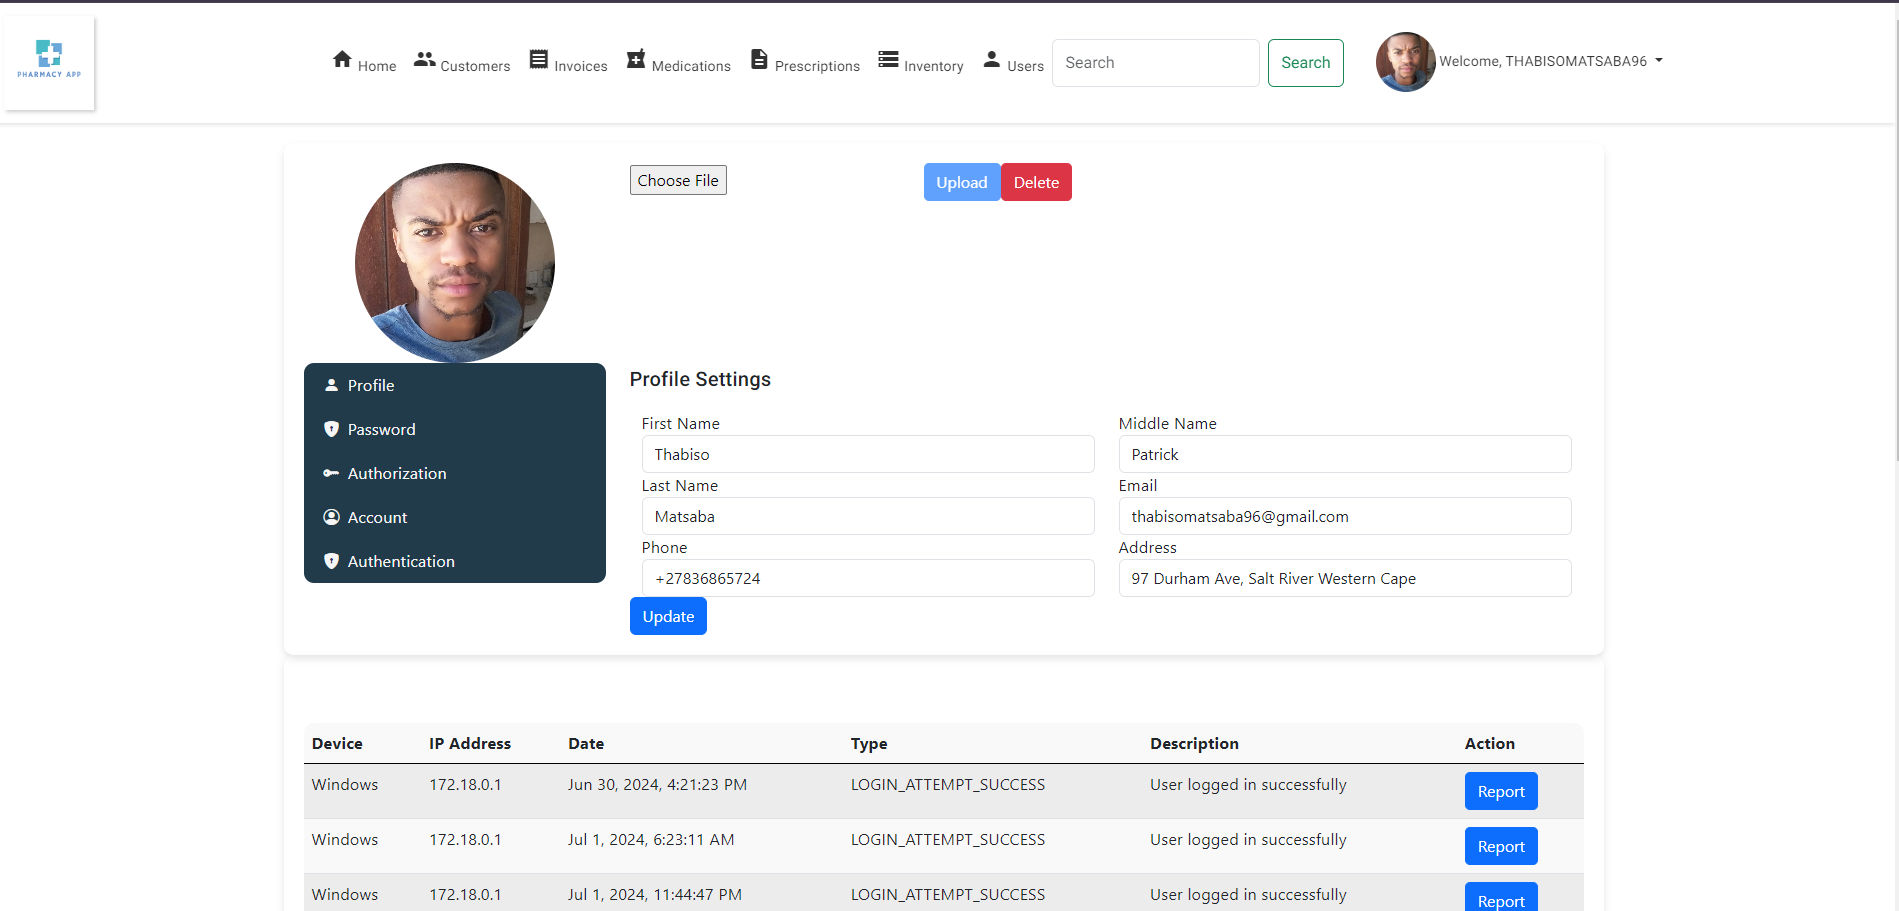 PHARMACY APP
Home Customers Invoices Medications Prescriptions Inventory Users Search Search Welcome, THABISOMATSABA96
Choose File Upload Delete
Profile
Password
Authorization
Account
Authentication
Profile Settings
First Name Middle Name
Thabiso Patrick
Last Name Email
Matsaba thabisomatsaba96@gmail.com
Phone Address
+27836865724 97 Durham Ave, Salt River Western Cape
Update
Device IP Address Date Type Description Action
Windows 172.18.0.1 Jun 30, 2024, 4:21:23 PM LOGIN_ATTEMPT_SUCCESS User logged in successfully Report
Windows 172.18.0.1 Jul 1, 2024, 6:23:11 AM LOGIN_ATTEMPT_SUCCESS User logged in successfully Report
Windows 172.18.0.1 Jul 1, 2024, 11:44:47 PM LOGIN_ATTEMPT_SUCCESS User logged in successfully Report